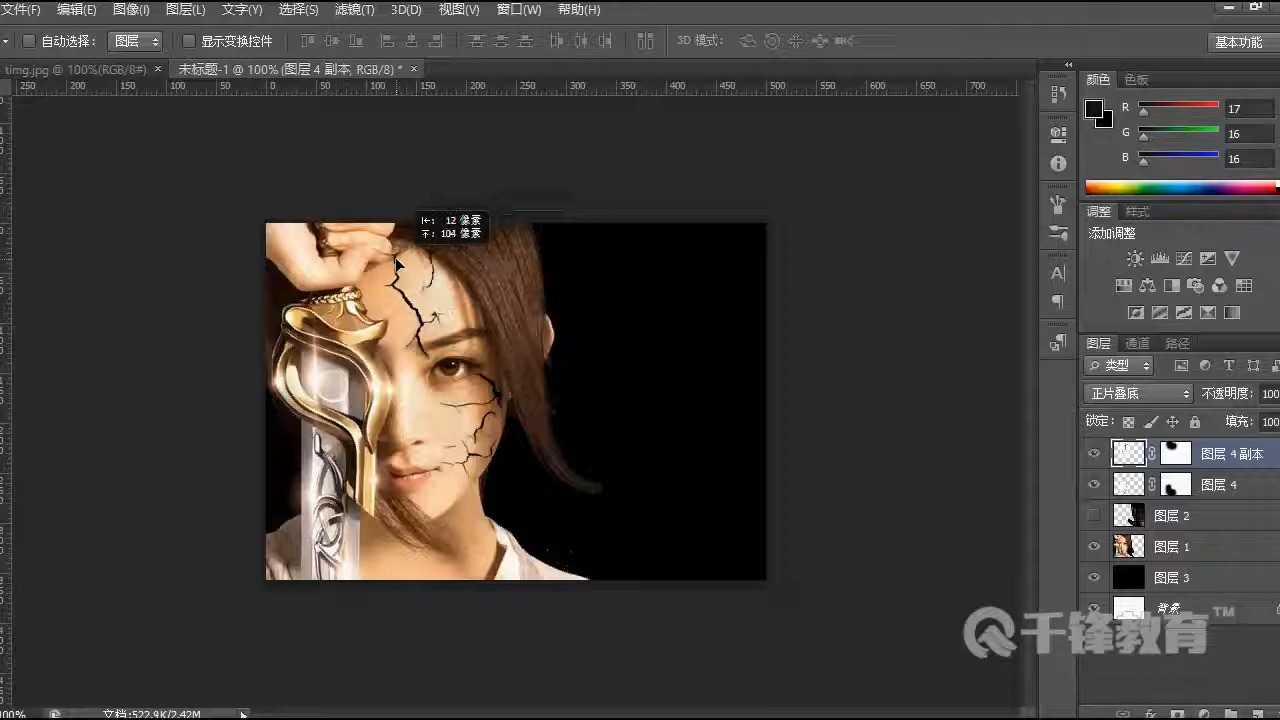 文件(F) 编辑(E) 图像(I) 图层(L) 文字(Y) 选择(S) 滤镜(T) 3D(D) 视图(V) 窗口(W) 帮助(H)
自动选择: 图层 显示变换控件 3D 模式: 基本功能
timg.jpg @ 100%(RGB/8#) × 未标题-1 @ 100% (图层 4 副本, RGB/8) * ×
250 200 150 100 50 0 50 100 150 200 250 300 350 400 450 500 550 600 650 700
颜色 色板
R 17
G 16
B 16
调整 样式
添加调整
12 像素
104 像素
图层 通道 路径
类型
正片叠底 不透明度: 100
锁定: 填充: 100
图层 4 副本
图层 4
图层 2
图层 1
图层 3
背景
千锋教育™
文档:522.9K/2.42M